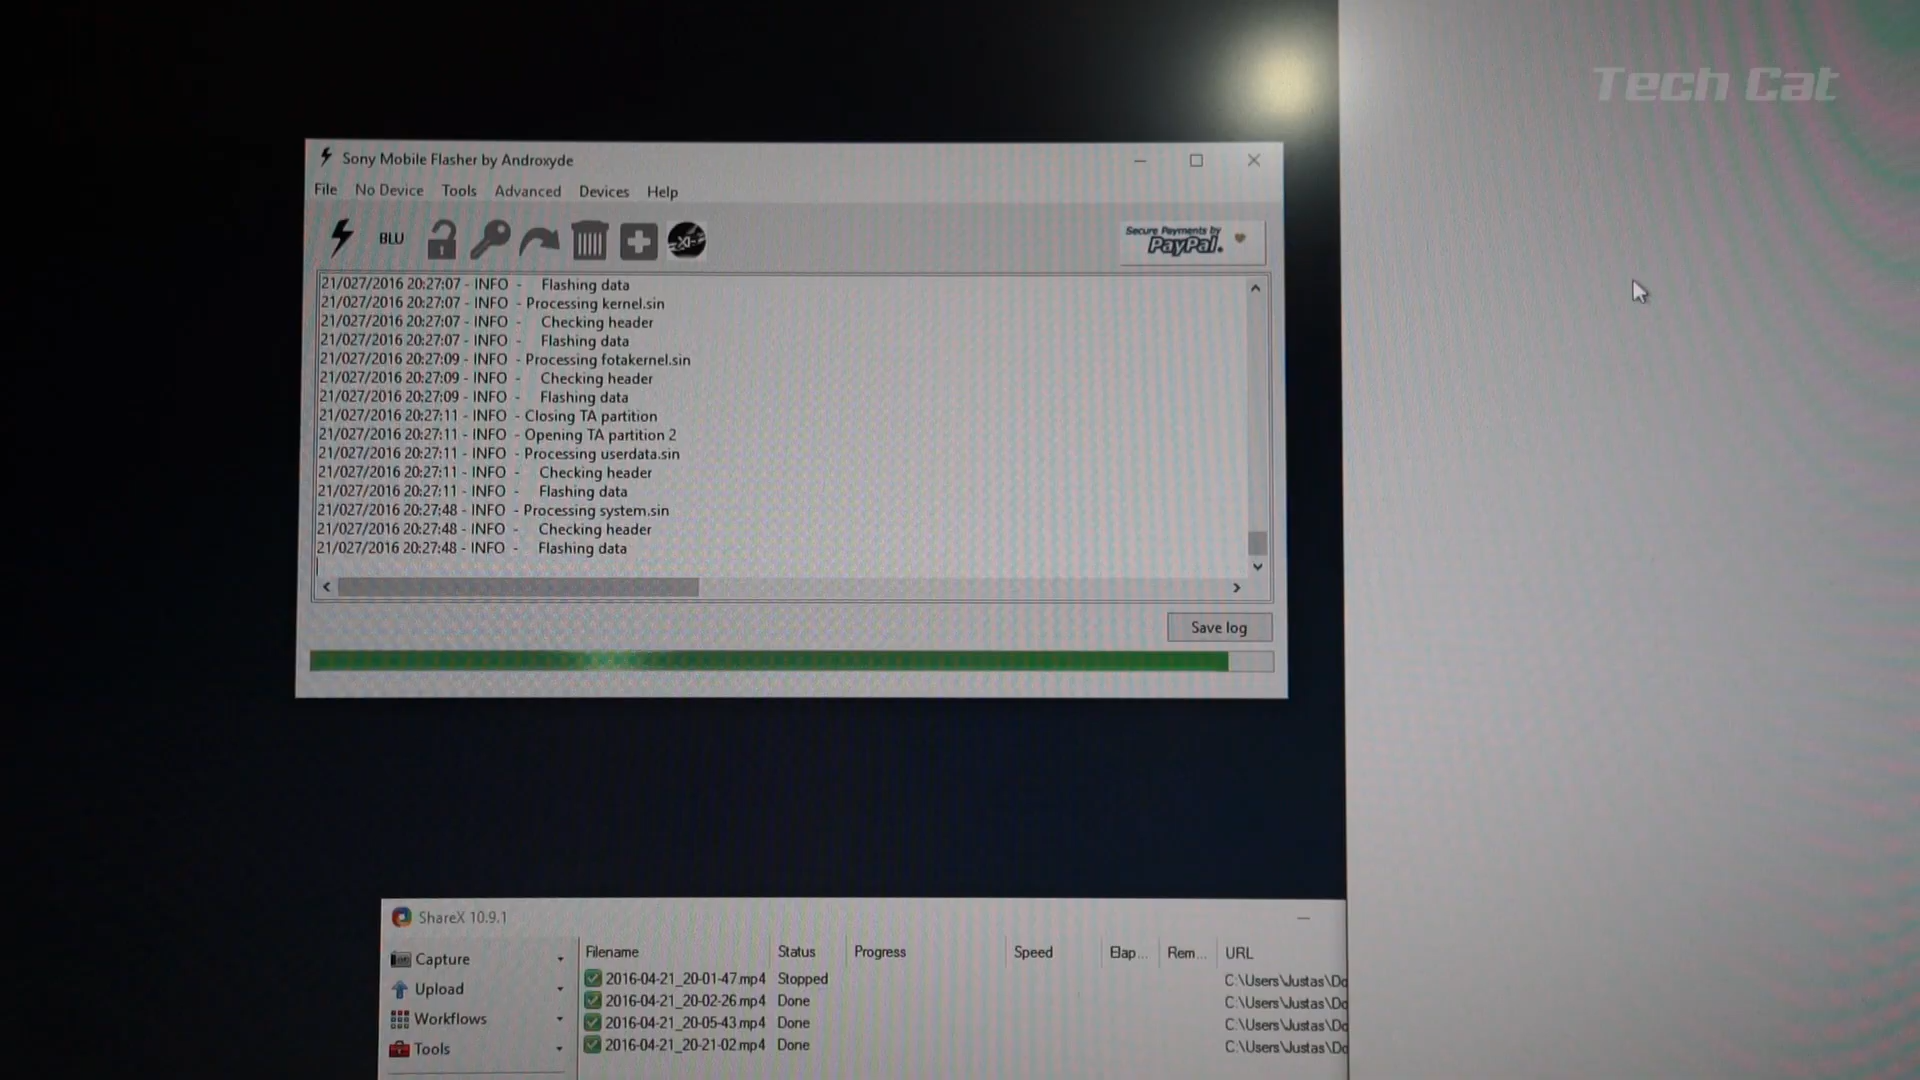 Tech Cat
Sony Mobile Flasher by Androxyde
File No Device Tools Advanced Devices Help
BLU
Secure Payments by
PayPal.
21/027/2016 20:27:07 - INFO - Flashing data
21/027/2016 20:27:07 - INFO - Processing kernel.sin
21/027/2016 20:27:07 - INFO - Checking header
21/027/2016 20:27:07 - INFO - Flashing data
21/027/2016 20:27:09 - INFO - Processing fotakernel.sin
21/027/2016 20:27:09 - INFO - Checking header
21/027/2016 20:27:09 - INFO - Flashing data
21/027/2016 20:27:11 - INFO - Closing TA partition
21/027/2016 20:27:11 - INFO - Opening TA partition 2
21/027/2016 20:27:11 - INFO - Processing userdata.sin
21/027/2016 20:27:11 - INFO - Checking header
21/027/2016 20:27:11 - INFO - Flashing data
21/027/2016 20:27:48 - INFO - Processing system.sin
21/027/2016 20:27:48 - INFO - Checking header
21/027/2016 20:27:48 - INFO - Flashing data
Save log
ShareX 10.9.1
Capture
Upload
Workflows
Tools
Filename Status Progress Speed Elap... Rem... URL
2016-04-21_20-01-47.mp4 Stopped C:\Users\Justas\Do
2016-04-21_20-02-26.mp4 Done C:\Users\Justas\Do
2016-04-21_20-05-43.mp4 Done C:\Users\Justas\Do
2016-04-21_20-21-02.mp4 Done C:\Users\Justas\Do